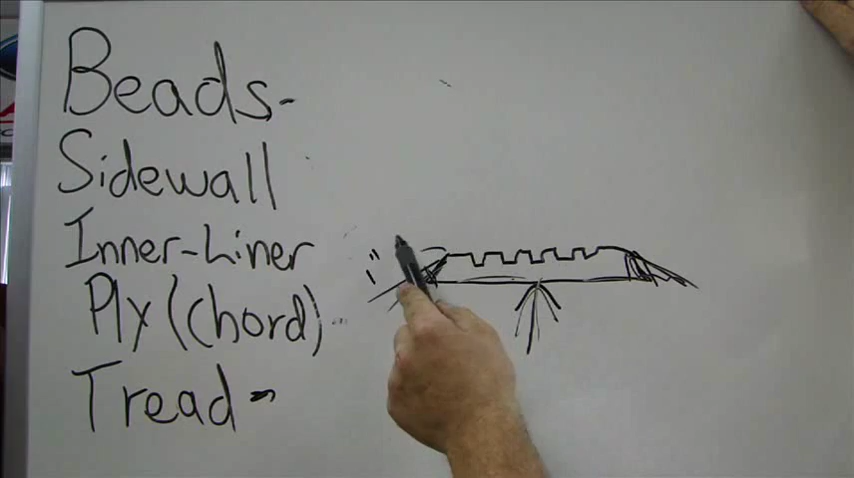 Beads-
Sidewall
Inner-Liner
Ply (chord)--
Tread -